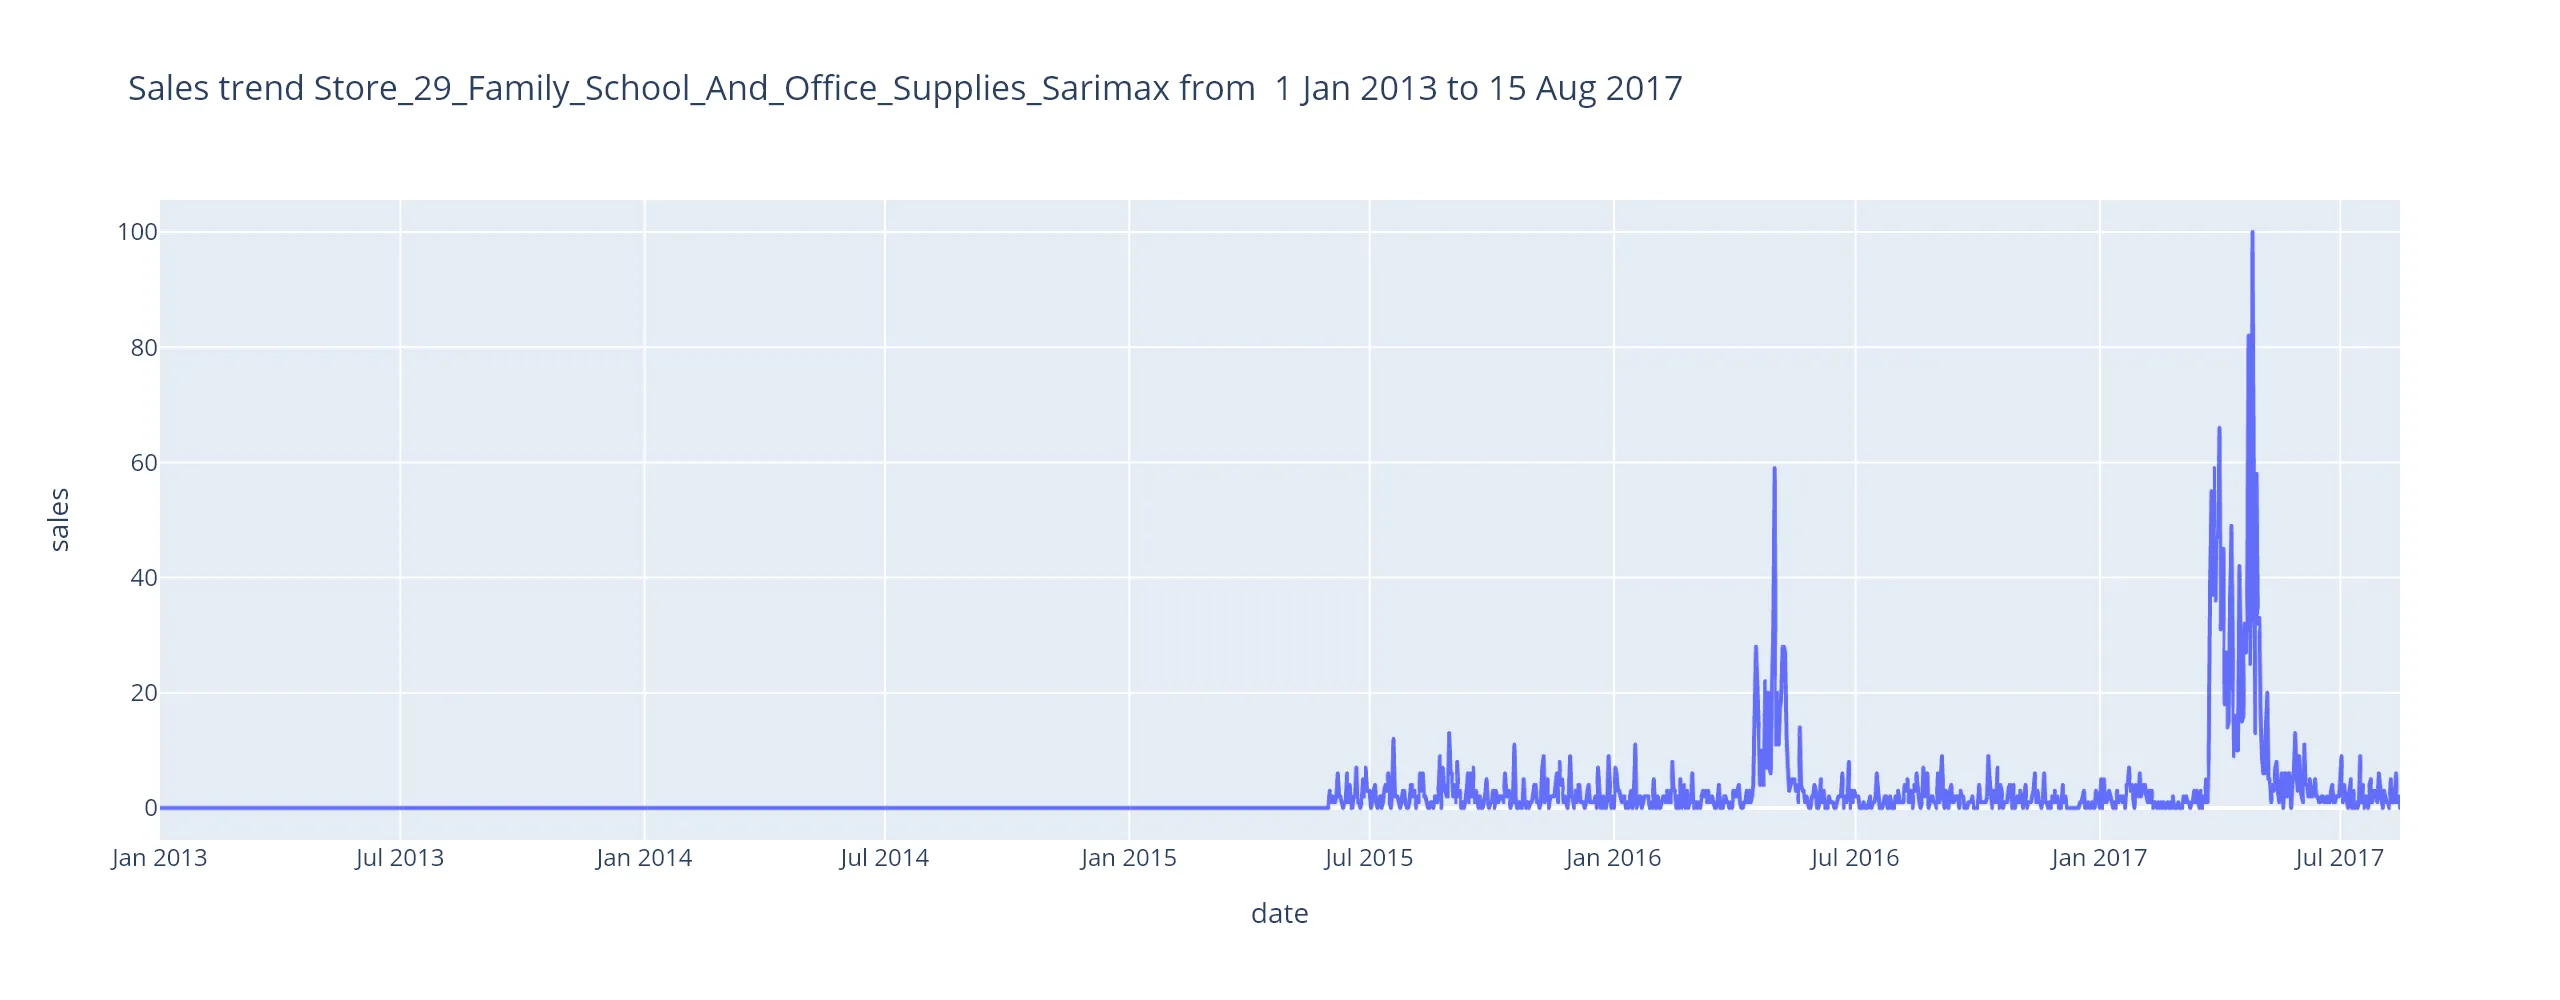 Sales trend Store_29_Family_School_And_Office_Supplies_Sarimax from  1 Jan 2013 to 15 Aug 2017
100
80
60
40
20
0
sales
Jan 2013 Jul 2013 Jan 2014 Jul 2014 Jan 2015 Jul 2015 Jan 2016 Jul 2016 Jan 2017 Jul 2017
date